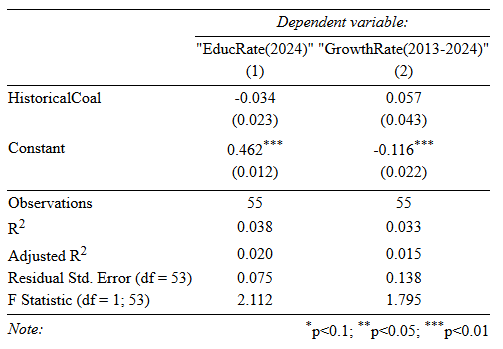 Dependent variable:
"EducRate(2024)" "GrowthRate(2013-2024)"
(1) (2)
HistoricalCoal -0.034 0.057
(0.023) (0.043)
Constant 0.462*** -0.116***
(0.012) (0.022)
Observations 55 55
R2 0.038 0.033
Adjusted R2 0.020 0.015
Residual Std. Error (df = 53) 0.075 0.138
F Statistic (df = 1; 53) 2.112 1.795
Note: *p<0.1; **p<0.05; ***p<0.01